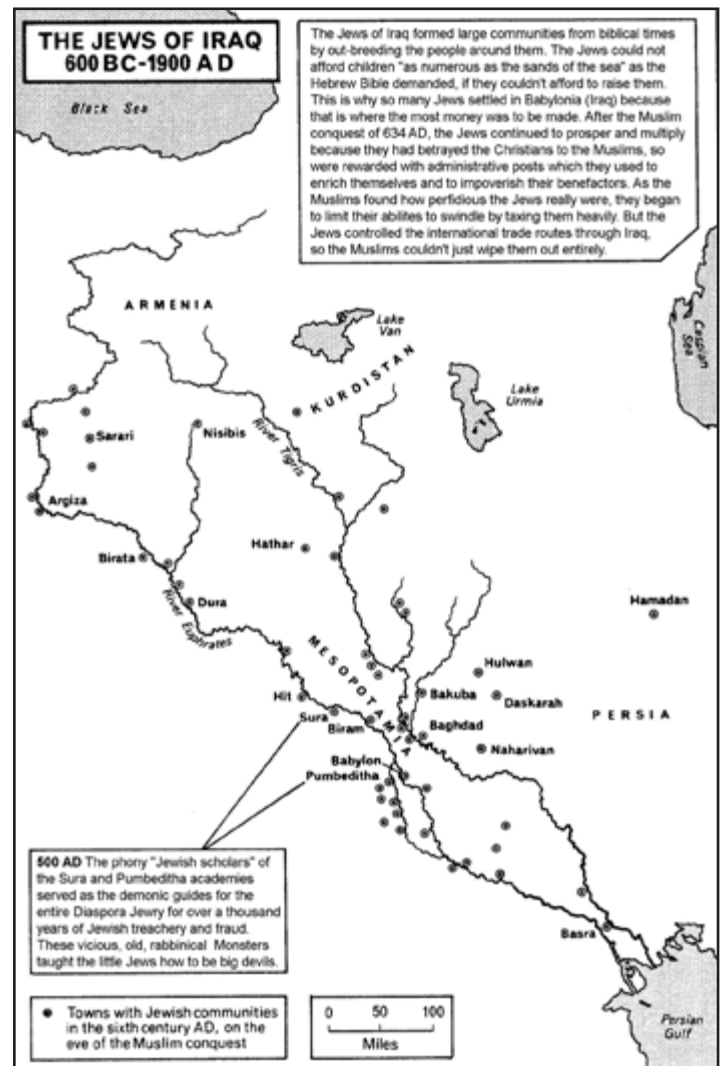 THE JEWS OF IRAQ
600 BC-1900 AD
The Jews of Iraq formed large communities from biblical times
by out-breeding the people around them. The Jews could not
afford children "as numerous as the sands of the sea" as the
Hebrew Bible demanded, if they couldn't afford to raise them.
This is why so many Jews settled in Babylonia (Iraq) because
that is where the most money was to be made. After the Muslim
conquest of 634 AD, the Jews continued to prosper and multiply
because they had betrayed the Christians to the Muslims, so
were rewarded with administrative posts which they used to
enrich themselves and to impoverish their benefactors. As the
Muslims found how perfidious the Jews really were, they began
to limit their abilites to swindle by taxing them heavily. But the
Jews controlled the international trade routes through Iraq,
so the Muslims couldn't just wipe them out entirely.
Black Sea
ARMENIA
Lake
Van
Caspian
Sea
KURDISTAN
Lake
Urmia
Sarari
Nisibis
River Tigris
Argiza
Hathar
Birata
Dura
River Euphrates
Hamadan
MESOPOTAMIA
Hulwan
Hit
Bakuba
Daskarah
Sura
PERSIA
Biram
Baghdad
Naharivan
Babylon
Pumbeditha
500 AD The phony "Jewish scholars" of
the Sura and Pumbeditha academies
served as the demonic guides for the
entire Diaspora Jewry for over a thousand
years of Jewish treachery and fraud.
These vicious, old, rabbinical Monsters
taught the little Jews how to be big devils.
Basra
Towns with Jewish communities
in the sixth century AD, on the
eve of the Muslim conquest
0 50 100
Miles
Persian
Gulf